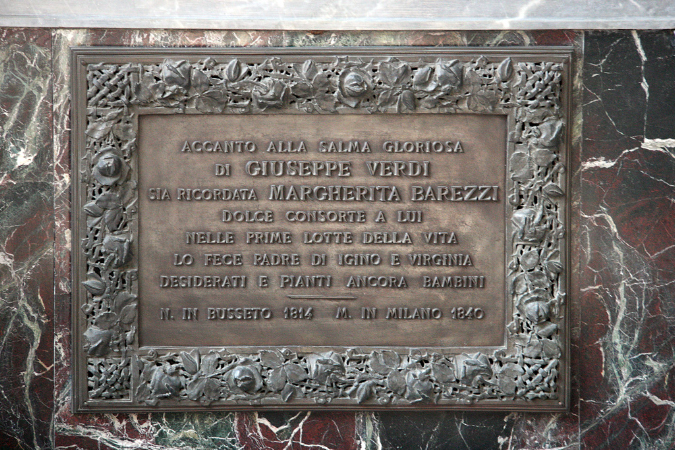 ACCANTO ALLA SALMA GLORIOSA
DI GIUSEPPE VERDI
SIA RICORDATA MARGHERITA BAREZZI
DOLCE CONSORTE A LUI
NELLE PRIME LOTTE DELLA VITA
LO FECE PADRE DI ICINO E VIRGINIA
DESIDERATI E PIANTI ANCORA BAMBINI
N. IN BUSSETO 1814 M. IN MILANO 1840